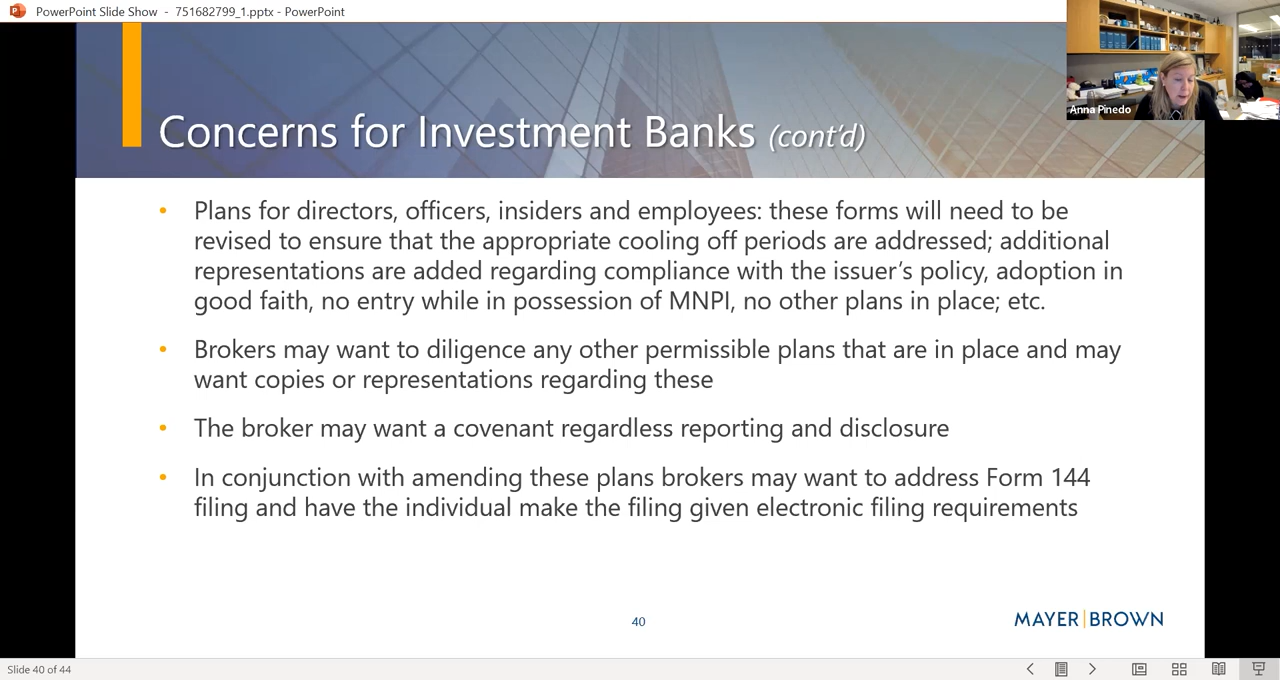 PowerPoint Slide Show - 751682799_1.pptx - PowerPoint
Anna Pinedo
Concerns for Investment Banks (cont'd)
• Plans for directors, officers, insiders and employees: these forms will need to be
revised to ensure that the appropriate cooling off periods are addressed; additional
representations are added regarding compliance with the issuer's policy, adoption in
good faith, no entry while in possession of MNPI, no other plans in place; etc.
• Brokers may want to diligence any other permissible plans that are in place and may
want copies or representations regarding these
• The broker may want a covenant regardless reporting and disclosure
• In conjunction with amending these plans brokers may want to address Form 144
filing and have the individual make the filing given electronic filing requirements
40
MAYER|BROWN
Slide 40 of 44